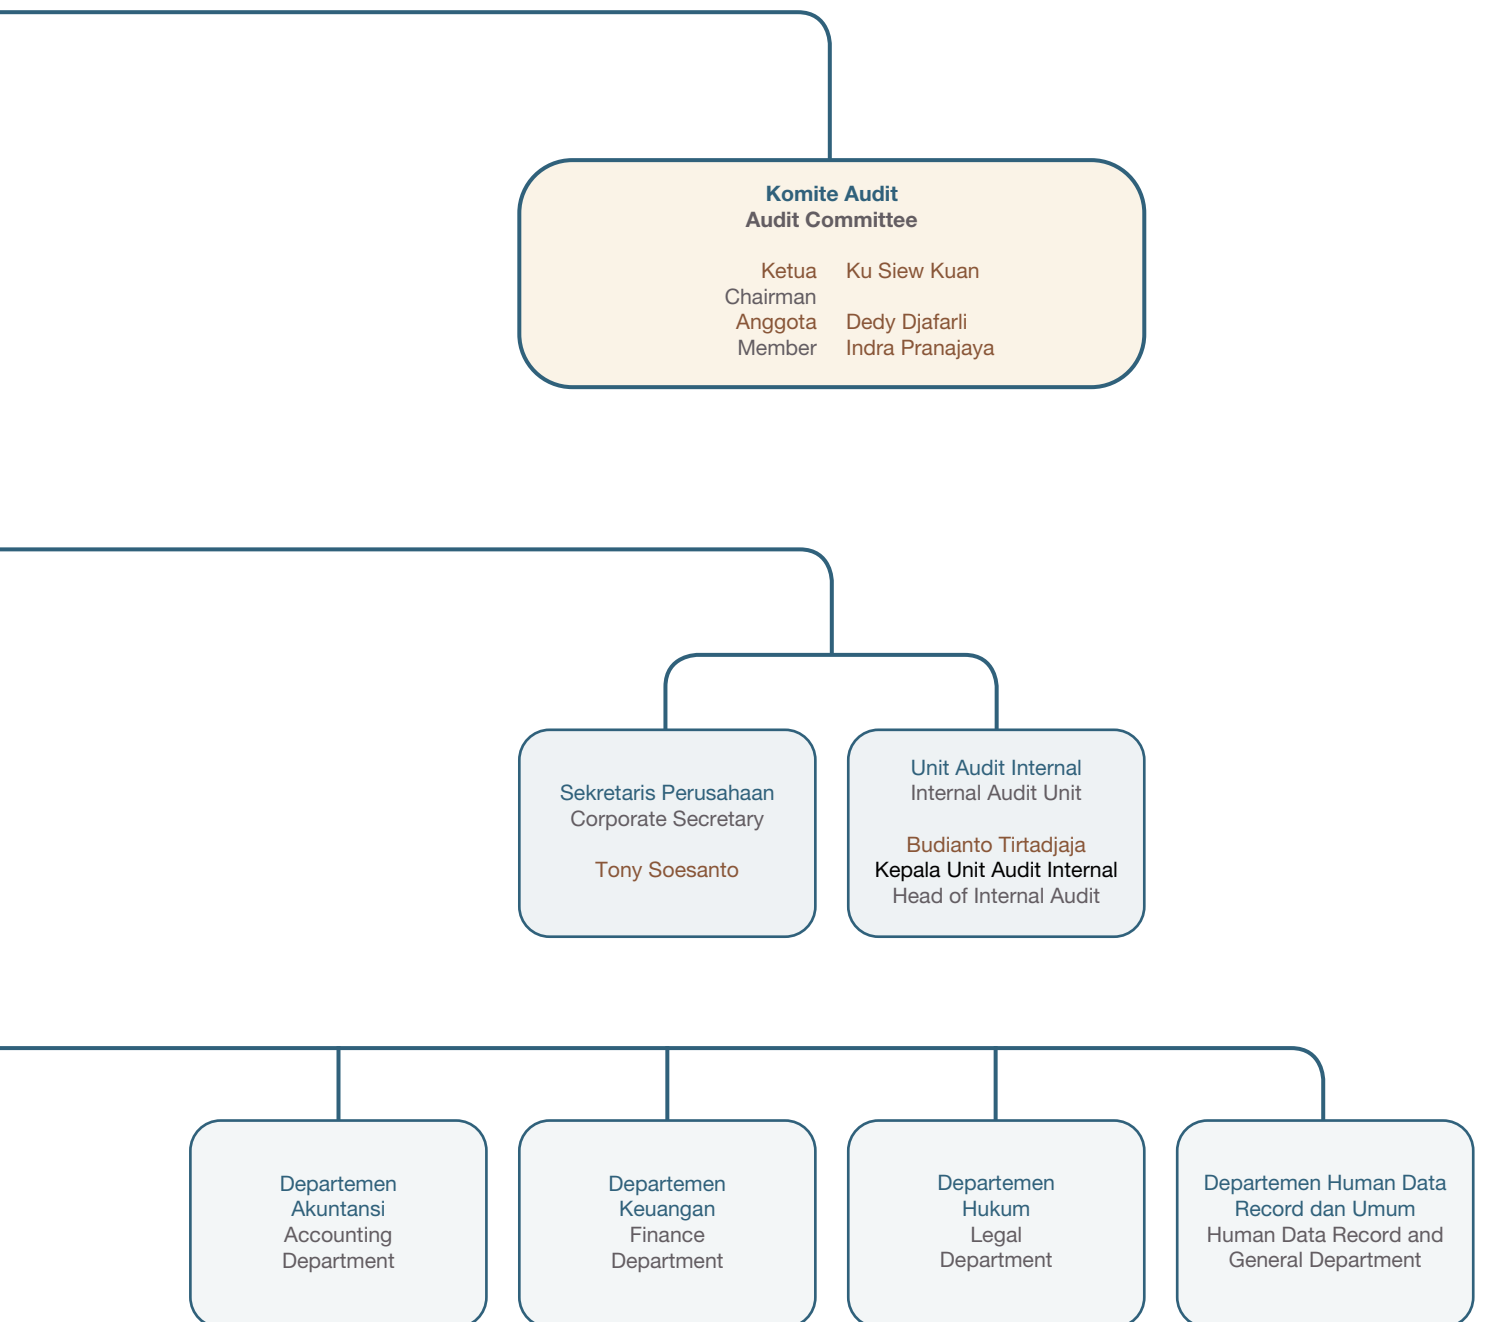 Komite Audit
Audit Committee
Ketua Ku Siew Kuan
Chairman
Anggota Dedy Djafarli
Member Indra Pranajaya
Sekretaris Perusahaan
Corporate Secretary
Tony Soesanto
Unit Audit Internal
Internal Audit Unit
Budianto Tirtadjaja
Kepala Unit Audit Internal
Head of Internal Audit
Departemen
Akuntansi
Accounting
Department
Departemen
Keuangan
Finance
Department
Departemen
Hukum
Legal
Department
Departemen Human Data
Record dan Umum
Human Data Record and
General Department